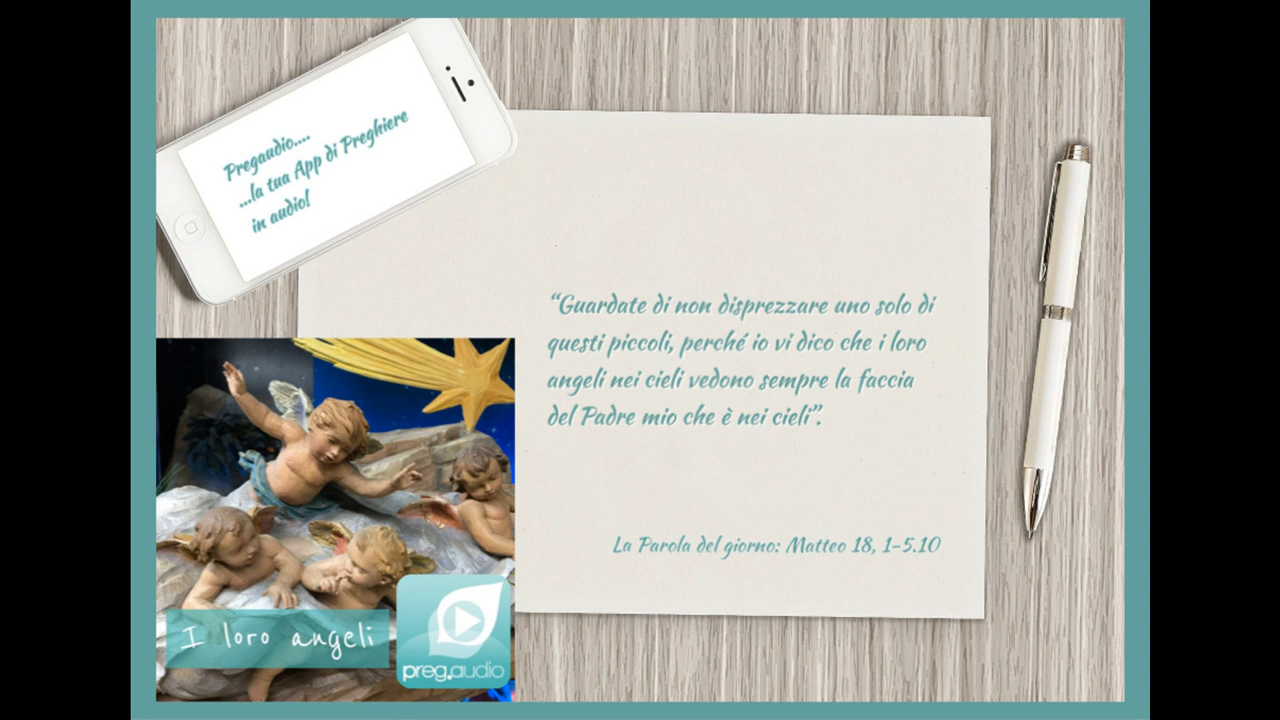 Pregaudio....
...la tua App di Preghiere
in audio!
“Guardate di non disprezzare uno solo di
questi piccoli, perché io vi dico che i loro
angeli nei cieli vedono sempre la faccia
del Padre mio che è nei cieli”.
La Parola del giorno: Matteo 18, 1-5.10
I loro angeli
preg.audio